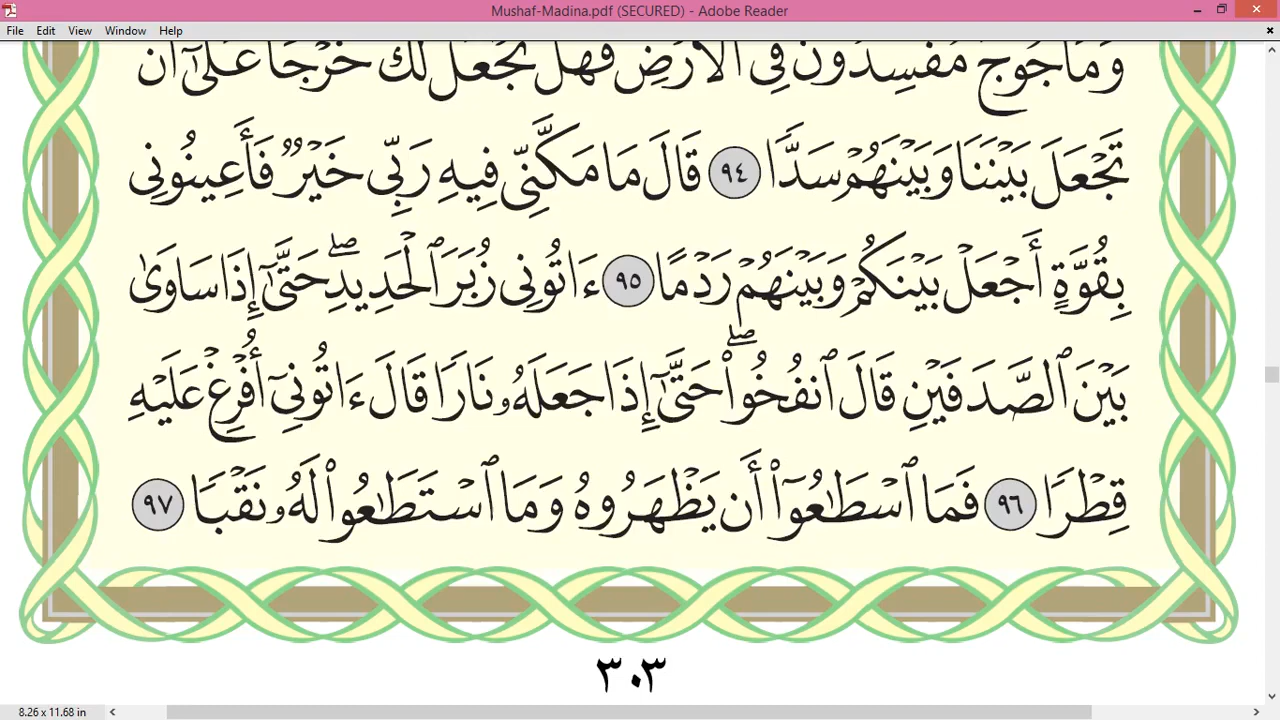 Mushaf-Madina.pdf (SECURED) - Adobe Reader
File Edit View Window Help
وَمَأْجُوجَ مُفْسِدُونَ فِي الْأَرْضِ فَهَلْ نَجْعَلُ لَكَ خَرْجًا عَلَىٰٓ أَن
تَجْعَلَ بَيْنَنَا وَبَيْنَهُمْ سَدًّا ٩٤ قَالَ مَا مَكَّنِّى فِيهِ رَبِّى خَيْرٌ فَأَعِينُونِى
بِقُوَّةٍ أَجْعَلْ بَيْنَكُمْ وَبَيْنَهُمْ رَدْمًا ٩٥ ءَاتُونِى زُبَرَ ٱلْحَدِيدِۖ حَتَّىٰٓ إِذَا سَاوَىٰ
بَيْنَ ٱلصَّدَفَيْنِ قَالَ ٱنفُخُوا۟ۖ حَتَّىٰٓ إِذَا جَعَلَهُۥ نَارًا قَالَ ءَاتُونِىٓ أُفْرِغْ عَلَيْهِ
قِطْرًا ٩٦ فَمَا ٱسْطَـٰعُوٓا۟ أَن يَظْهَرُوهُ وَمَا ٱسْتَطَـٰعُوا۟ لَهُۥ نَقْبًا ٩٧
٣٠٣
8.26 x 11.68 in